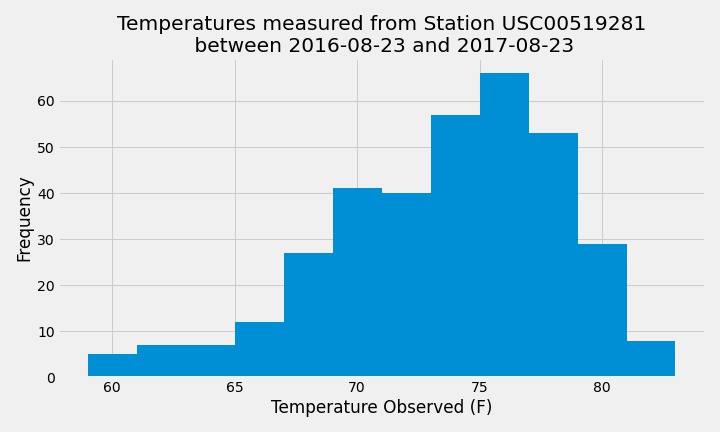 Temperatures measured from Station USC00519281
between 2016-08-23 and 2017-08-23
Frequency
60
50
40
30
20
10
0
60 65 70 75 80
Temperature Observed (F)